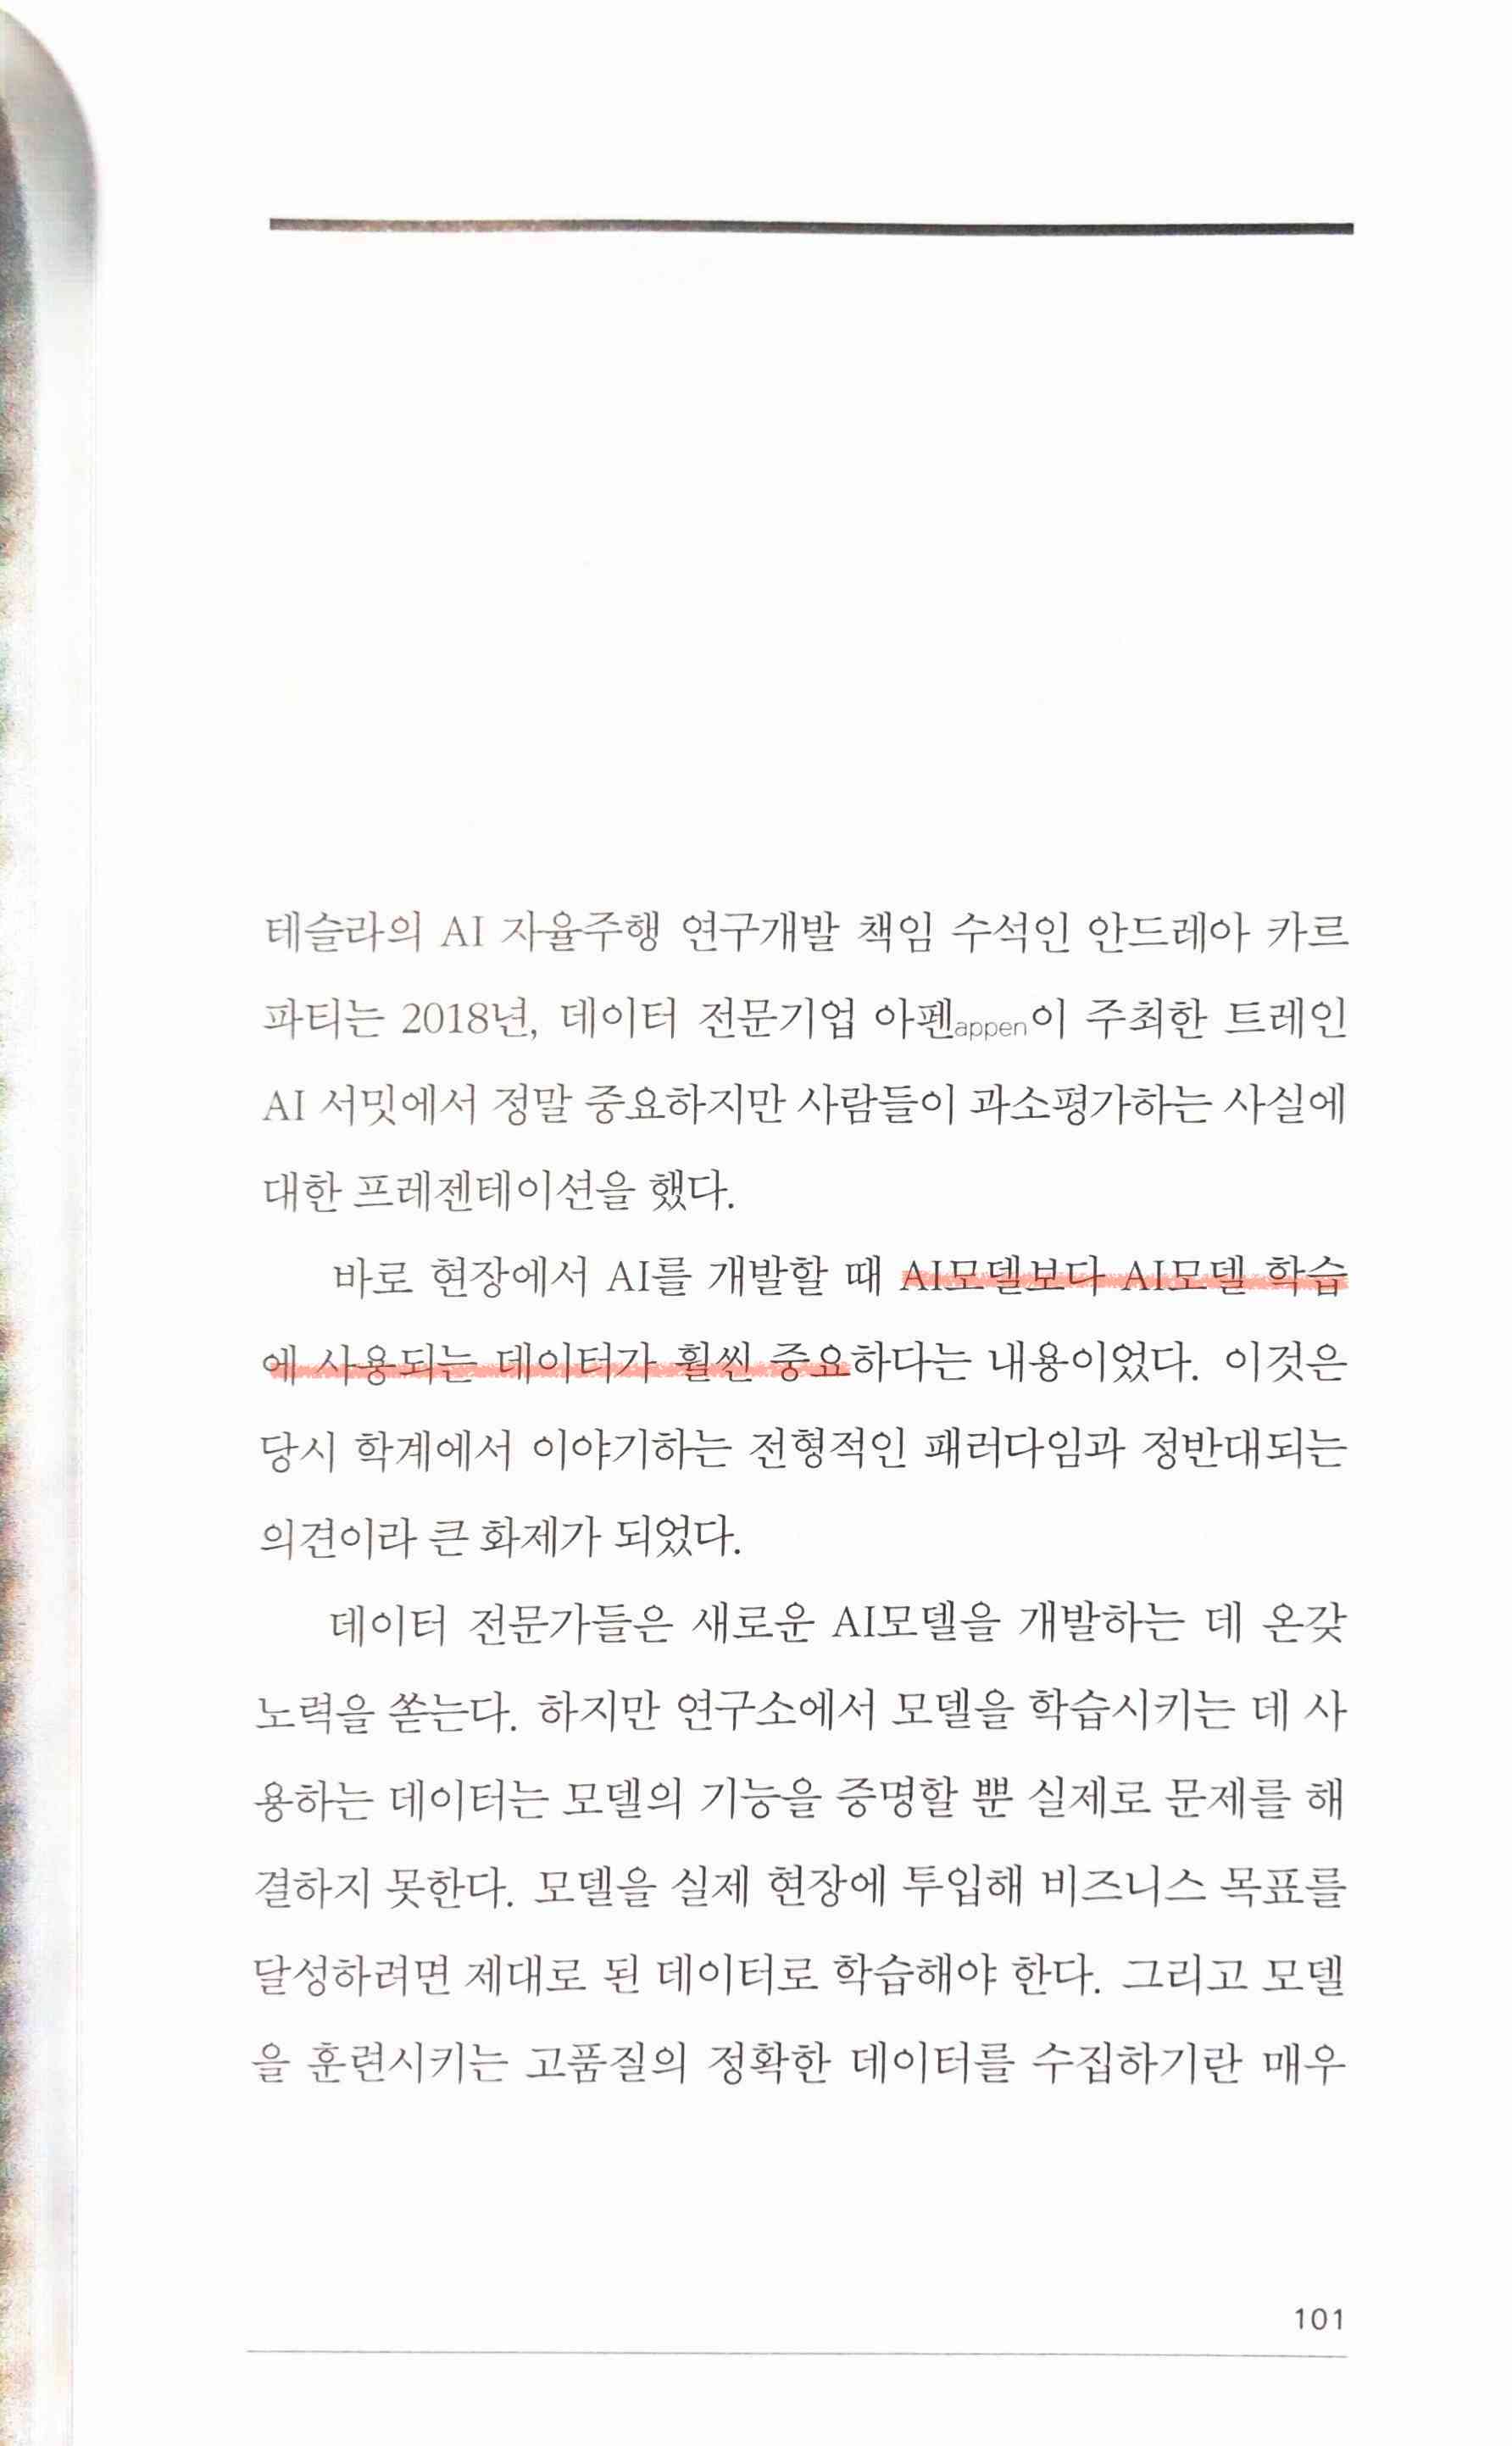 테슬라의 AI 자율주행 연구개발 책임 수석인 안드레아 카르
파티는 2018년, 데이터 전문기업 아펜appen이 주최한 트레인
AI 서밋에서 정말 중요하지만 사람들이 과소평가하는 사실에
대한 프레젠테이션을 했다.
바로 현장에서 AI를 개발할 때 AI모델보다 AI모델 학습
에 사용되는 데이터가 훨씬 중요하다는 내용이었다. 이것은
당시 학계에서 이야기하는 전형적인 패러다임과 정반대되는
의견이라 큰 화제가 되었다.
데이터 전문가들은 새로운 AI모델을 개발하는 데 온갖
노력을 쏟는다. 하지만 연구소에서 모델을 학습시키는 데 사
용하는 데이터는 모델의 기능을 증명할 뿐 실제로 문제를 해
결하지 못한다. 모델을 실제 현장에 투입해 비즈니스 목표를
달성하려면 제대로 된 데이터로 학습해야 한다. 그리고 모델
을 훈련시키는 고품질의 정확한 데이터를 수집하기란 매우
101